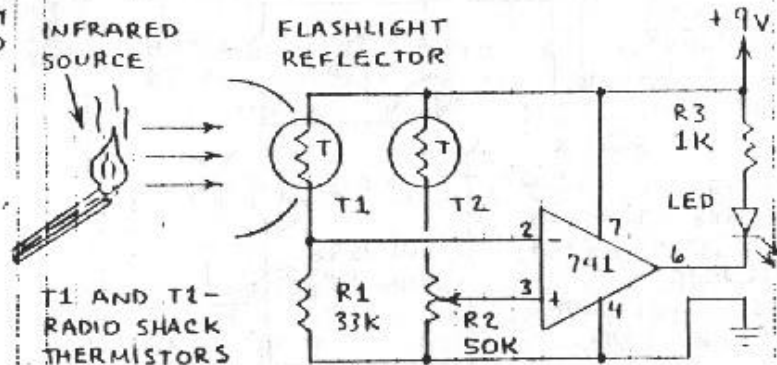 INFRARED
SOURCE
FLASHLIGHT
REFLECTOR
+9V.
R3
1K
T
T
T1
T2
LED
2
7
-
741
6
3
+
4
R1
33K
R2
50K
T1 AND T2-
RADIO SHACK
THERMISTORS